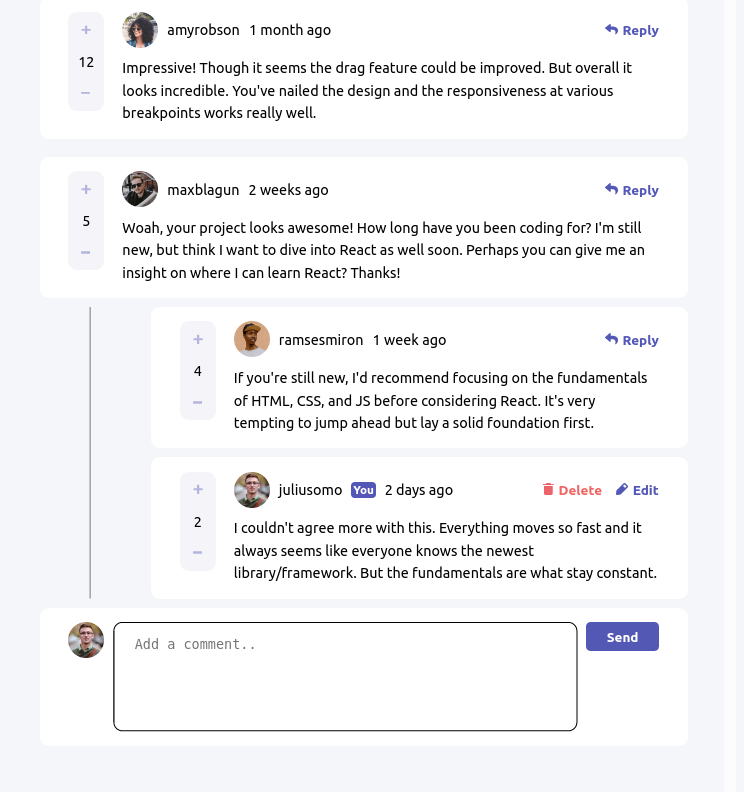 +
12
−
amyrobson 1 month ago Reply
Impressive! Though it seems the drag feature could be improved. But overall it
looks incredible. You've nailed the design and the responsiveness at various
breakpoints works really well.
+
5
−
maxblagun 2 weeks ago Reply
Woah, your project looks awesome! How long have you been coding for? I'm still
new, but think I want to dive into React as well soon. Perhaps you can give me an
insight on where I can learn React? Thanks!
+
4
−
ramsesmiron 1 week ago Reply
If you're still new, I'd recommend focusing on the fundamentals
of HTML, CSS, and JS before considering React. It's very
tempting to jump ahead but lay a solid foundation first.
+
2
−
juliusomo You 2 days ago Delete Edit
I couldn't agree more with this. Everything moves so fast and it
always seems like everyone knows the newest
library/framework. But the fundamentals are what stay constant.
Add a comment..
Send